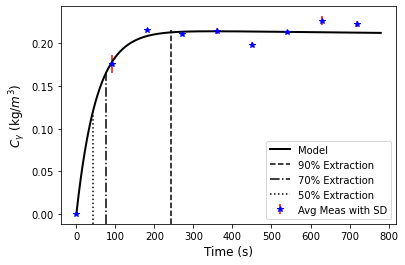 0.20
0.15
0.10
0.05
0.00
C_γ (kg/m³)
Model
90% Extraction
70% Extraction
50% Extraction
Avg Meas with SD
0 100 200 300 400 500 600 700 800
Time (s)